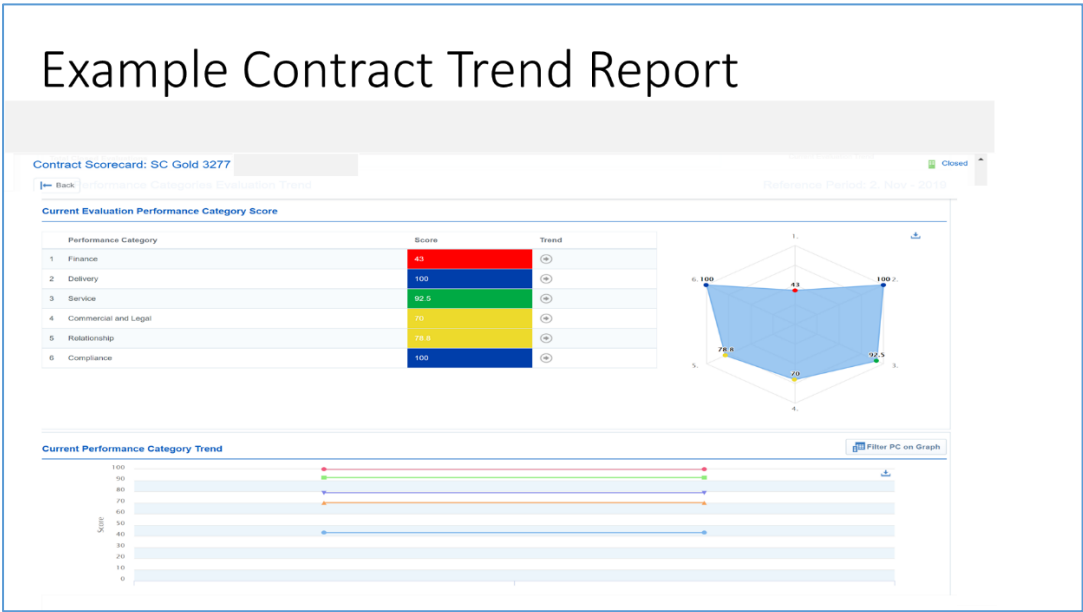 Example Contract Trend Report
Contract Scorecard: SC Gold 3277
Closed
Back
Performance Categories Evaluation Trend
Reference Period: 2. Nov - 2018
Current Evaluation Performance Category Score
Performance Category Score Trend
1 Finance 43
2 Delivery 100
3 Service 92.5
4 Commercial and Legal 70
5 Relationship 78.8
6 Compliance 100
1.
6. 100
43
100 2.
78.8
92.5
5.
3.
70
4.
Current Performance Category Trend
Filter PC on Graph
100
90
80
70
60
50
40
30
20
10
0
Score